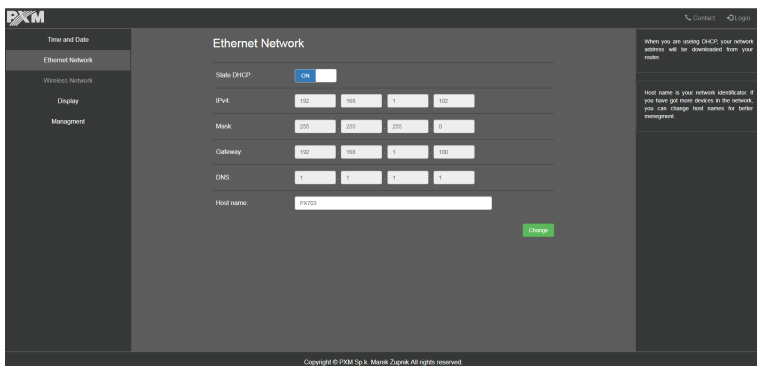 PXM
Contact Login
Time and Date
Ethernet Network
Wireless Network
Display
Managment
Ethernet Network
State DHCP: ON
IPv4: 192 168 1 102
Mask: 255 255 255 0
Gateway: 192 168 1 100
DNS: 1 1 1 1
Host name: PX703
Change
When you are useing DHCP, your network
address will be downloaded from your
router.
Host name is your network identificator. If
you have got more devices in the network,
you can change host names for better
menegment.
Copyright © PXM Sp.k. Marek Żupnik All rights reserved.